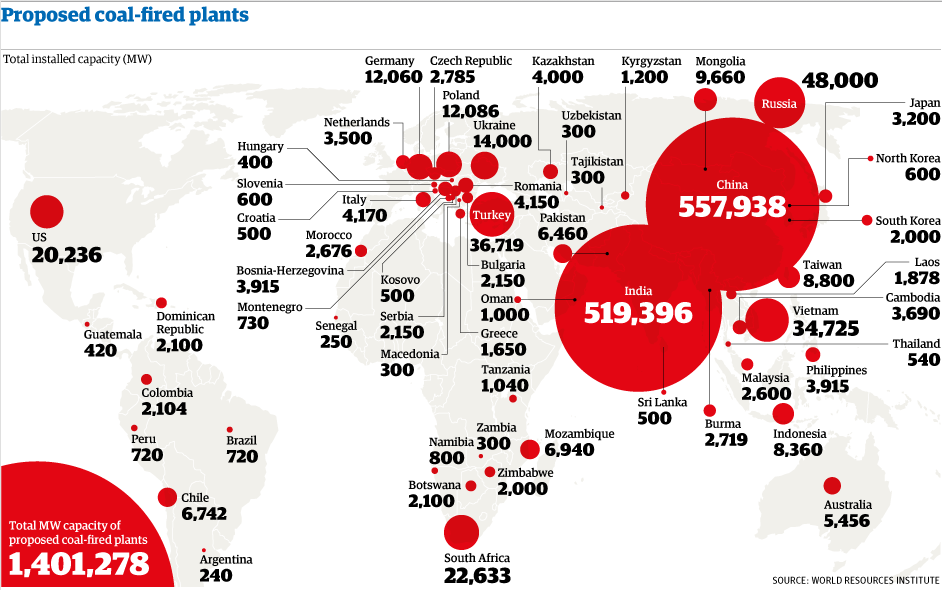 Proposed coal-fired plants
Total installed capacity (MW)
Germany
12,060
Czech Republic
2,785
Poland
12,086
Kazakhstan
4,000
Kyrgyzstan
1,200
Mongolia
9,660
48,000
Russia
Japan
3,200
Netherlands
3,500
Ukraine
14,000
Uzbekistan
300
Tajikistan
300
Hungary
400
North Korea
600
Slovenia
600
Romania
4,150
China
557,938
Italy
4,170
Croatia
500
Turkey
36,719
Pakistan
6,460
South Korea
2,000
US
20,236
Morocco
2,676
Bosnia-Herzegovina
3,915
Kosovo
500
Bulgaria
2,150
Taiwan
8,800
Laos
1,878
India
519,396
Oman
1,000
Cambodia
3,690
Montenegro
730
Serbia
2,150
Vietnam
34,725
Dominican
Republic
2,100
Guatemala
420
Senegal
250
Greece
1,650
Macedonia
300
Thailand
540
Tanzania
1,040
Malaysia
2,600
Philippines
3,915
Colombia
2,104
Sri Lanka
500
Burma
2,719
Indonesia
8,360
Peru
720
Brazil
720
Zambia
300
Namibia
800
Mozambique
6,940
Zimbabwe
2,000
Botswana
2,100
Chile
6,742
Australia
5,456
Total MW capacity of
proposed coal-fired plants
1,401,278
Argentina
240
South Africa
22,633
SOURCE: WORLD RESOURCES INSTITUTE